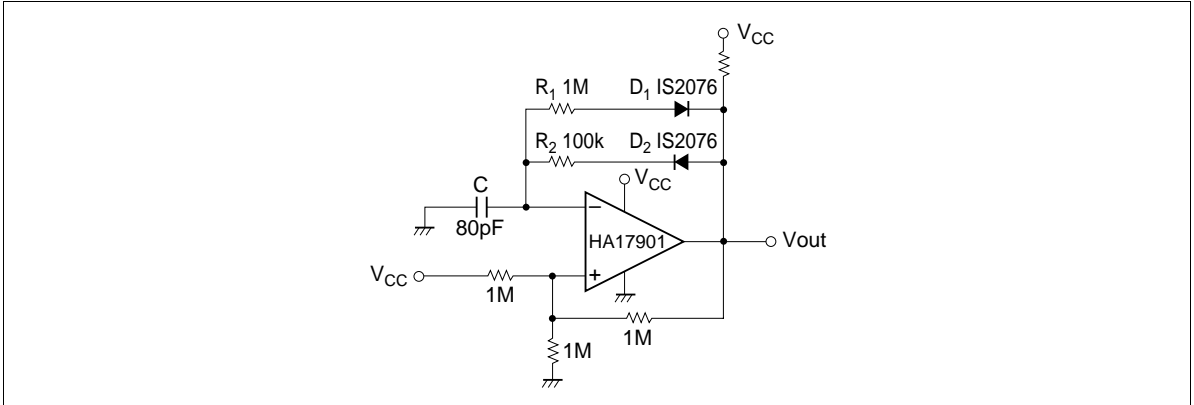 VCC
R1 1M D1 IS2076
R2 100k D2 IS2076
VCC
C
80pF
−
HA17901
Vout
VCC
+
1M
1M
1M